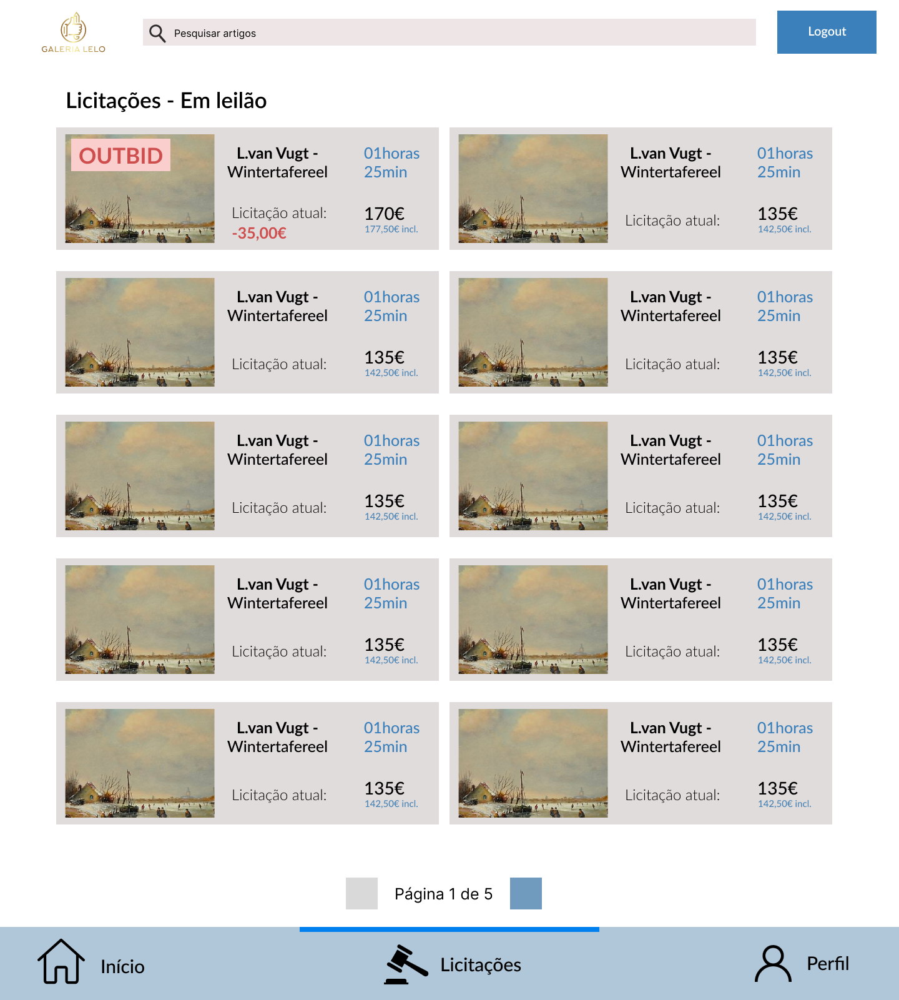 GALERIA LELO
Pesquisar artigos
Logout
Licitações - Em leilão
OUTBID
L.van Vugt -
Wintertafereel
01horas
25min
Licitação atual:
-35,00€
170€
177,50€ incl.
L.van Vugt -
Wintertafereel
01horas
25min
Licitação atual:
135€
142,50€ incl.
L.van Vugt -
Wintertafereel
01horas
25min
Licitação atual:
135€
142,50€ incl.
L.van Vugt -
Wintertafereel
01horas
25min
Licitação atual:
135€
142,50€ incl.
L.van Vugt -
Wintertafereel
01horas
25min
Licitação atual:
135€
142,50€ incl.
L.van Vugt -
Wintertafereel
01horas
25min
Licitação atual:
135€
142,50€ incl.
L.van Vugt -
Wintertafereel
01horas
25min
Licitação atual:
135€
142,50€ incl.
L.van Vugt -
Wintertafereel
01horas
25min
Licitação atual:
135€
142,50€ incl.
L.van Vugt -
Wintertafereel
01horas
25min
Licitação atual:
135€
142,50€ incl.
L.van Vugt -
Wintertafereel
01horas
25min
Licitação atual:
135€
142,50€ incl.
Página 1 de 5
Início
Licitações
Perfil